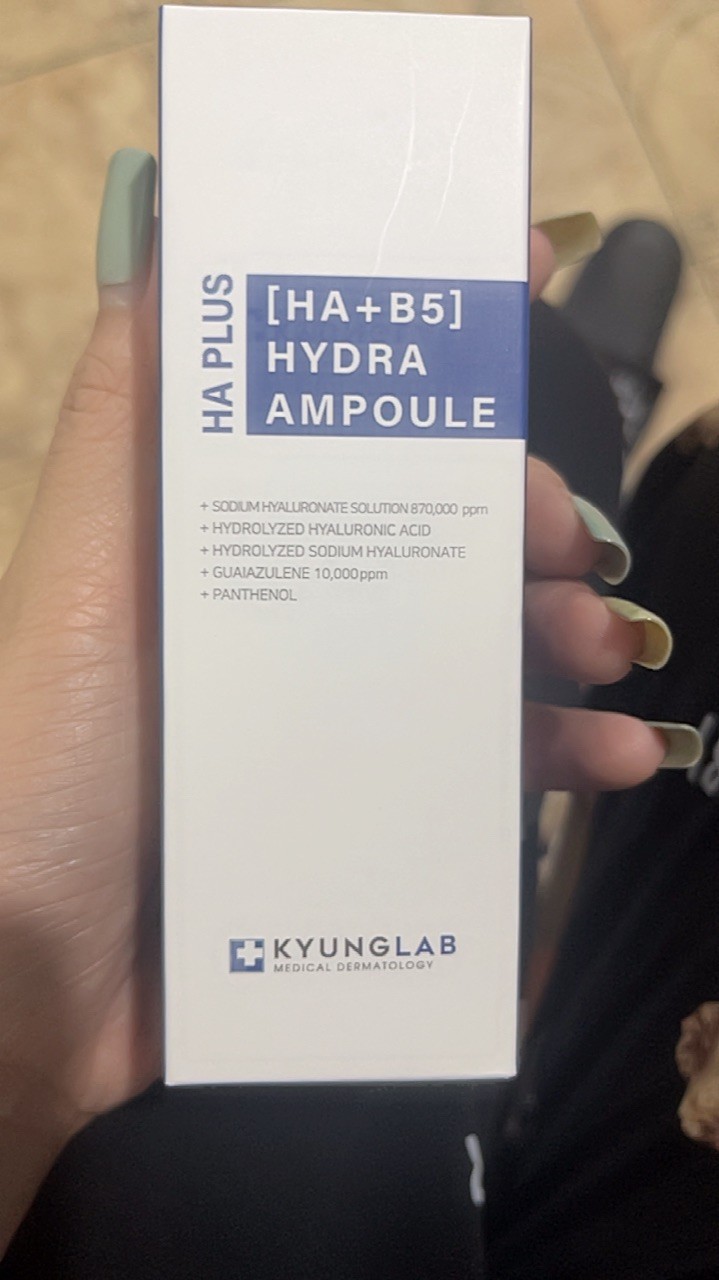 HA PLUS
[HA+B5]
HYDRA
AMPOULE
+ SODIUM HYALURONATE SOLUTION 870,000 ppm
+ HYDROLYZED HYALURONIC ACID
+ HYDROLYZED SODIUM HYALURONATE
+ GUAIAZULENE 10,000ppm
+ PANTHENOL
KYUNGLAB
MEDICAL DERMATOLOGY